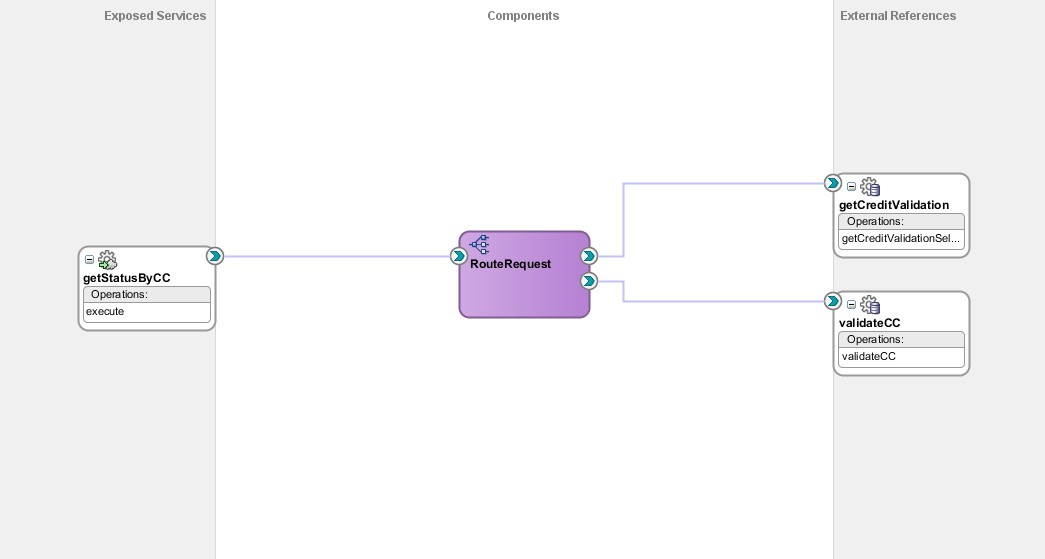 Exposed Services
Components
External References
getStatusByCC
Operations:
execute
RouteRequest
getCreditValidation
Operations:
getCreditValidationSel...
validateCC
Operations:
validateCC